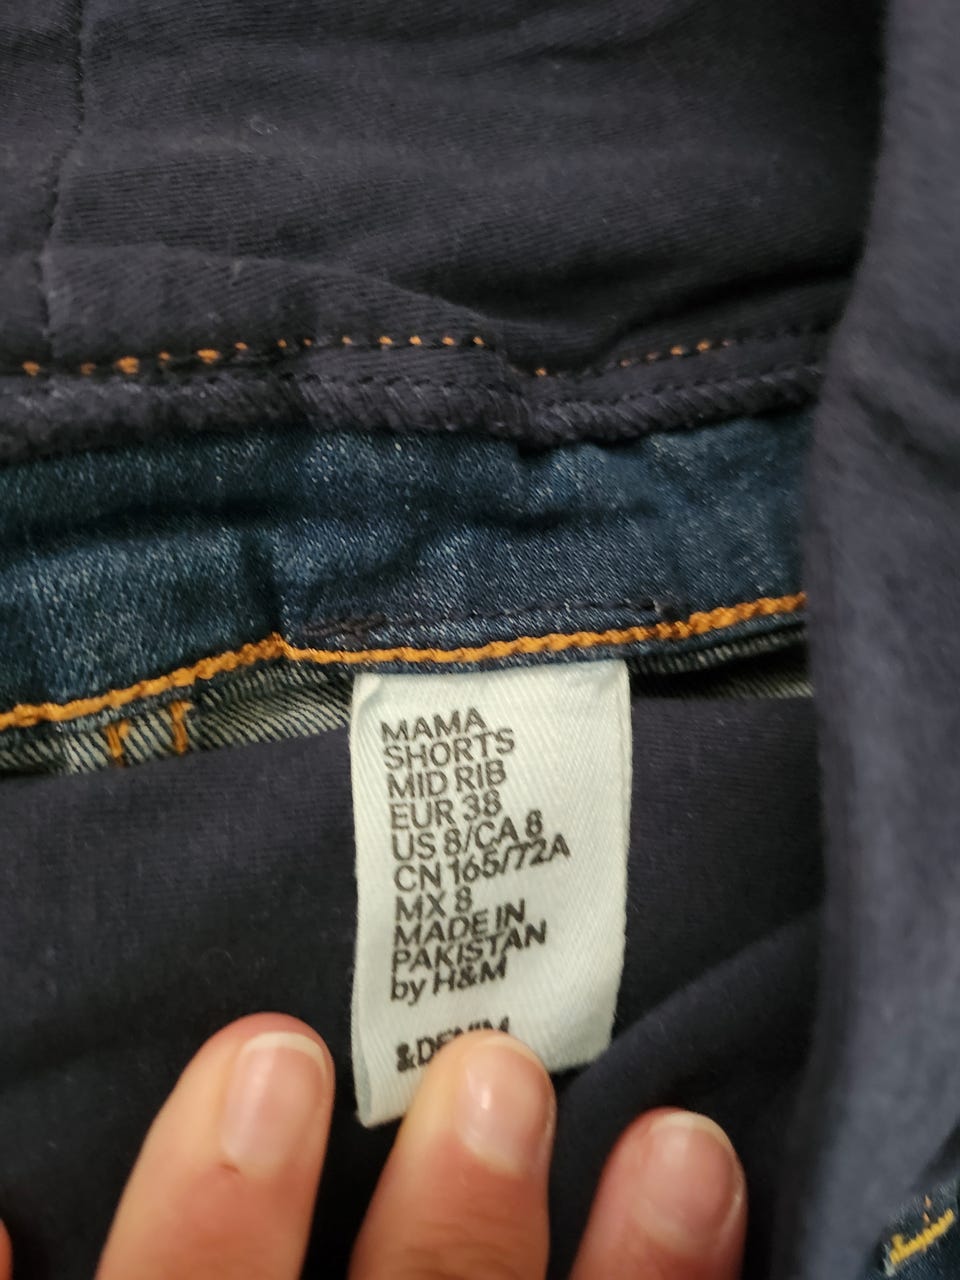 MAMA
SHORTS
MID RIB
EUR 38
US 8/CA 8
CN 165/72A
MX 8
MADE IN
PAKISTAN
by H&M
&DENIM